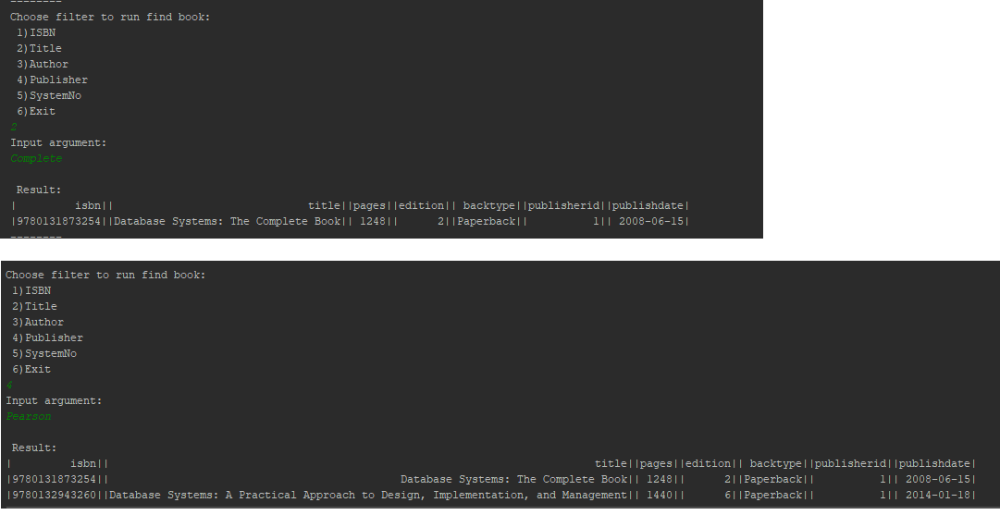 --------
Choose filter to run find book:
1)ISBN
2)Title
3)Author
4)Publisher
5)SystemNo
6)Exit
2
Input argument:
Complete
Result:
|         isbn||                              title||pages||edition|| backtype||publisherid||publishdate|
|9780131873254||Database Systems: The Complete Book|| 1248||      2||Paperback||          1|| 2008-06-15|
--------
Choose filter to run find book:
1)ISBN
2)Title
3)Author
4)Publisher
5)SystemNo
6)Exit
4
Input argument:
Pearson
Result:
|         isbn||                                                                           title||pages||edition|| backtype||publisherid||publishdate|
|9780131873254||                                             Database Systems: The Complete Book|| 1248||      2||Paperback||          1|| 2008-06-15|
|9780132943260||Database Systems: A Practical Approach to Design, Implementation, and Management|| 1440||      6||Paperback||          1|| 2014-01-18|